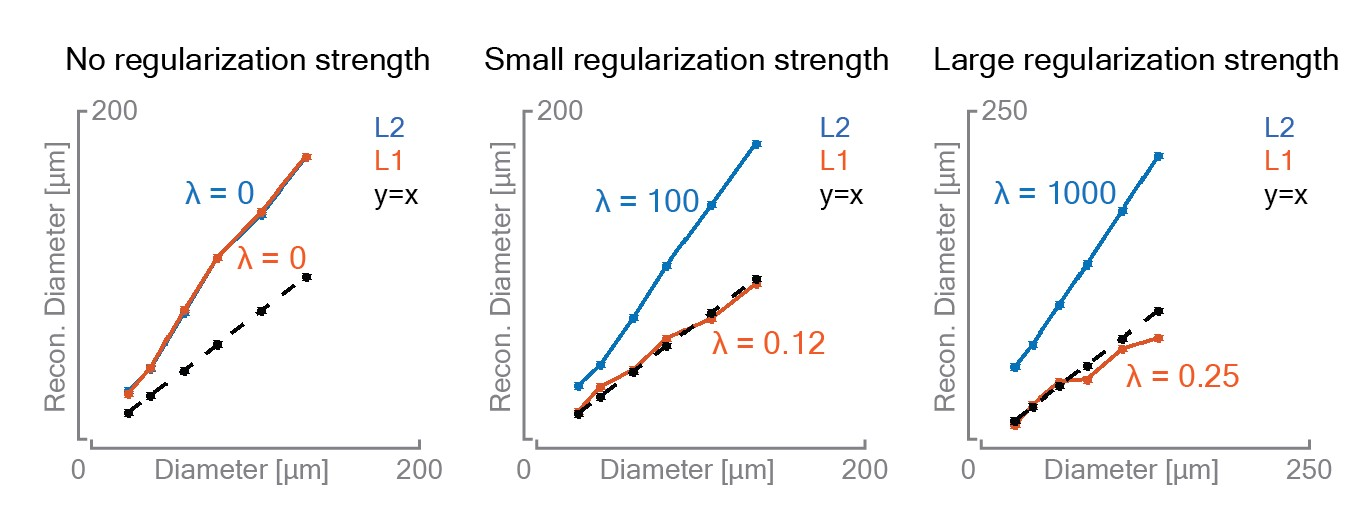 No regularization strength
200
L2
L1
y=x
λ = 0
λ = 0
Recon. Diameter [µm]
0
Diameter [µm]
200
Small regularization strength
200
L2
L1
y=x
λ = 100
λ = 0.12
Recon. Diameter [µm]
0
Diameter [µm]
200
Large regularization strength
250
L2
L1
y=x
λ = 1000
λ = 0.25
Recon. Diameter [µm]
0
Diameter [µm]
250